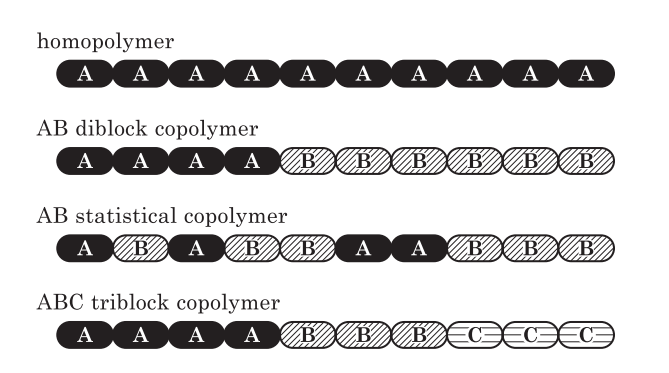 homopolymer
A A A A A A A A A A
AB diblock copolymer
A A A A B B B B B B
AB statistical copolymer
A B A B B A A B B B
ABC triblock copolymer
A A A A B B B C C C